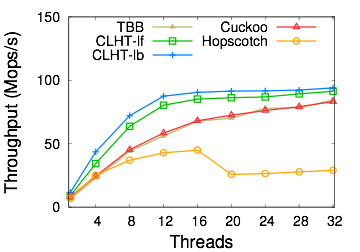 Throughput (Mops/s)
150
100
50
0
TBB
CLHT-lf
CLHT-lb
Cuckoo
Hopscotch
4 8 12 16 20 24 28 32
Threads